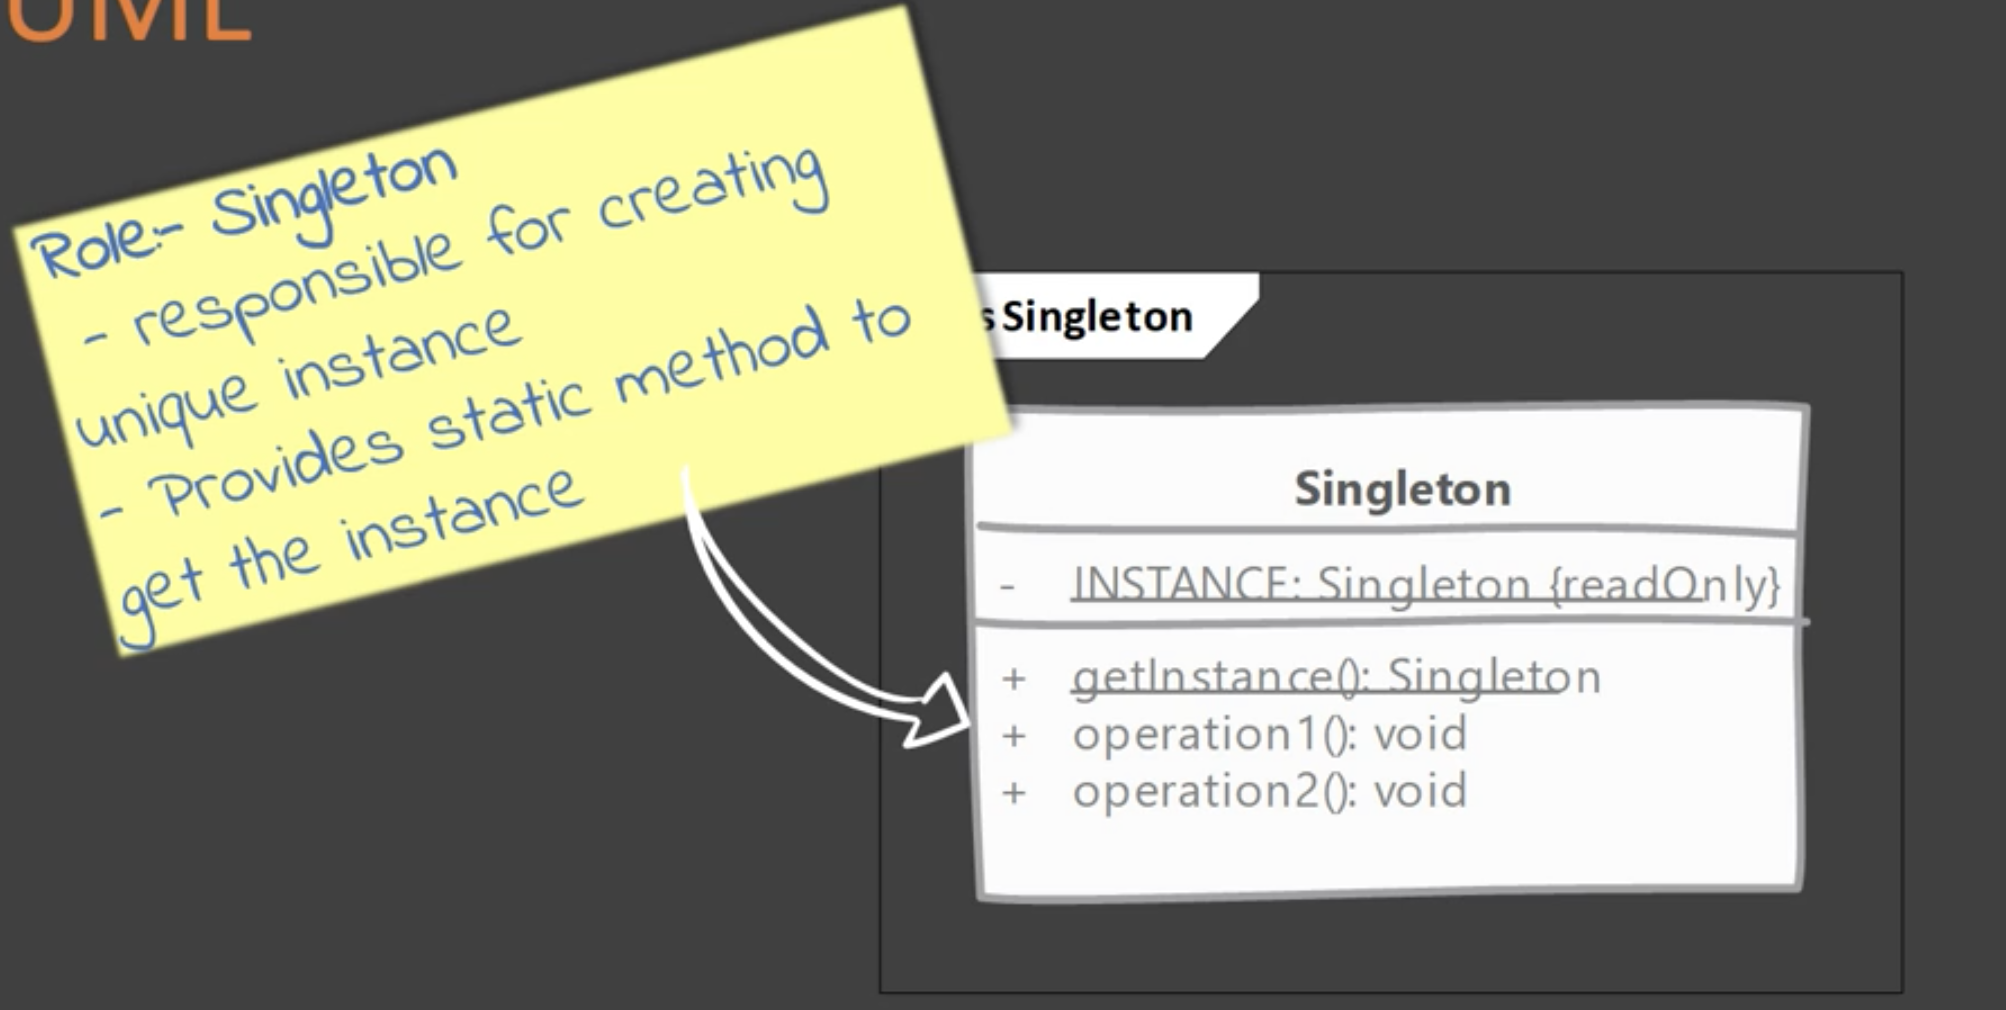 UML
Role:- Singleton
- responsible for creating
unique instance
- Provides static method to
get the instance
s Singleton
Singleton
- INSTANCE: Singleton {readOnly}
+ getInstance(): Singleton
+ operation1(): void
+ operation2(): void